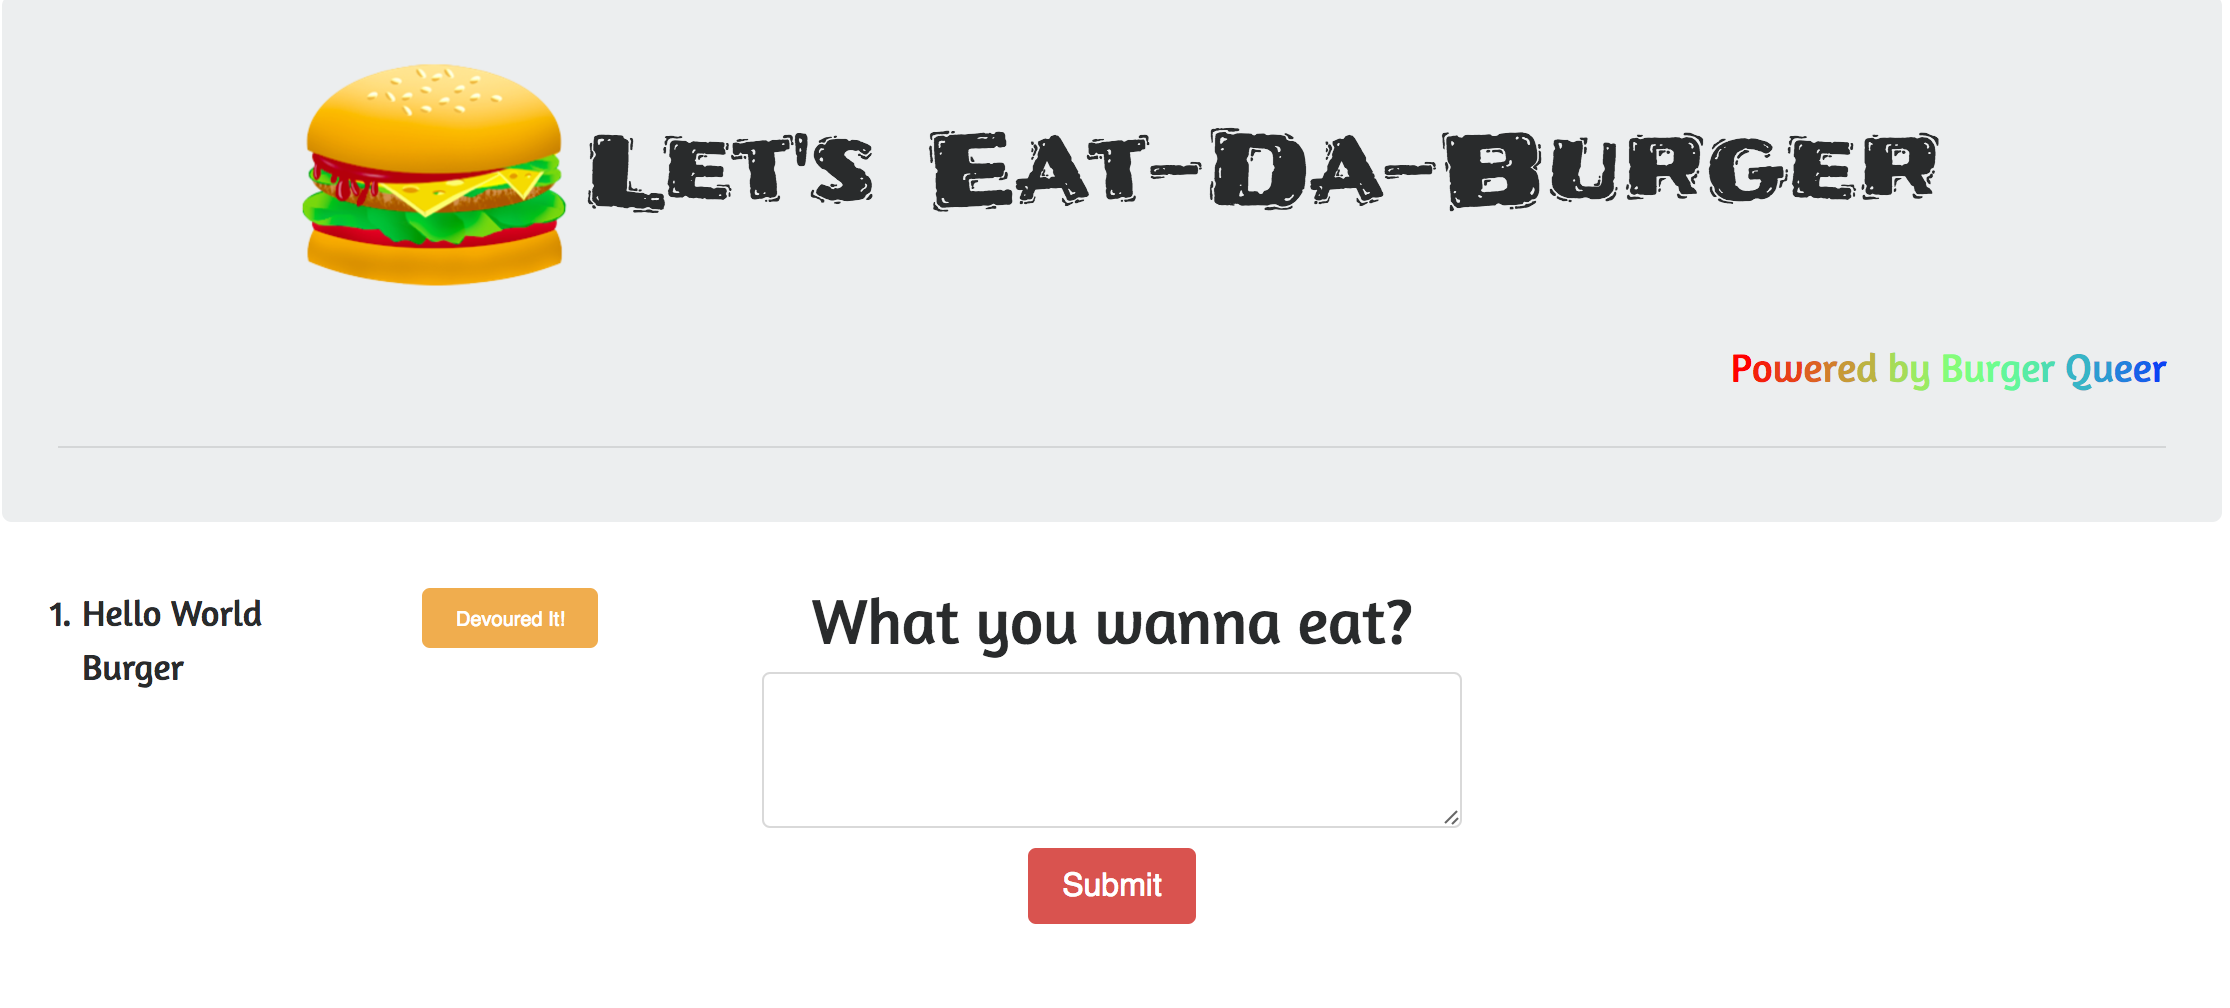 Let's Eat-Da-Burger
Powered by Burger Queer
1. Hello World
Burger
Devoured It!
What you wanna eat?
Submit